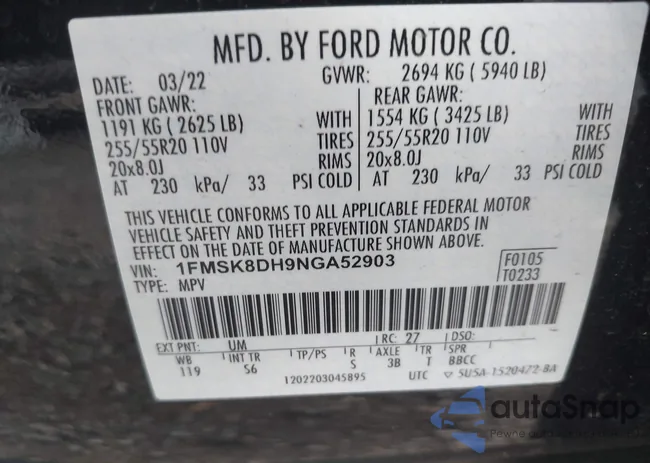 MFD. BY FORD MOTOR CO.
DATE: 03/22 GVWR: 2694 KG ( 5940 LB)
FRONT GAWR: REAR GAWR:
1191 KG ( 2625 LB) WITH 1554 KG ( 3425 LB) WITH
255/55R20 110V TIRES 255/55R20 110V TIRES
20x8.0J RIMS 20x8.0J RIMS
AT 230 kPa/ 33 PSI COLD AT 230 kPa/ 33 PSI COLD
THIS VEHICLE CONFORMS TO ALL APPLICABLE FEDERAL MOTOR
VEHICLE SAFETY AND THEFT PREVENTION STANDARDS IN
EFFECT ON THE DATE OF MANUFACTURE SHOWN ABOVE.
VIN: 1FMSK8DH9NGA52903 F0105
TYPE: MPV T0233
EXT PNT: UM RC: 27 DSO:
WB INT TR TP/PS R AXLE TR SPR
119 S6 S 3B T BBCC
1202203045895 UTC ▽ SU5A-1520472-BA
autoSnap